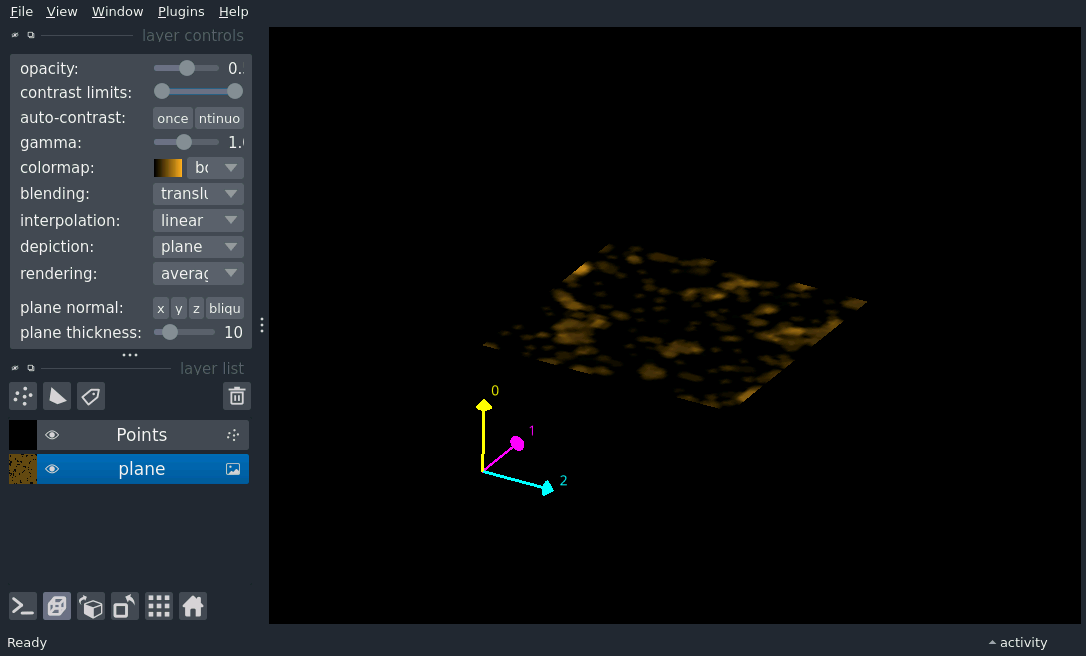 File View Window Plugins Help
layer controls
opacity: 0.
contrast limits:
auto-contrast: once ntinuo
gamma: 1.
colormap: bo
blending: translu
interpolation: linear
depiction: plane
rendering: averag
plane normal: x y z bliqu
plane thickness: 10
layer list
Points
plane
0
1
2
Ready
activity